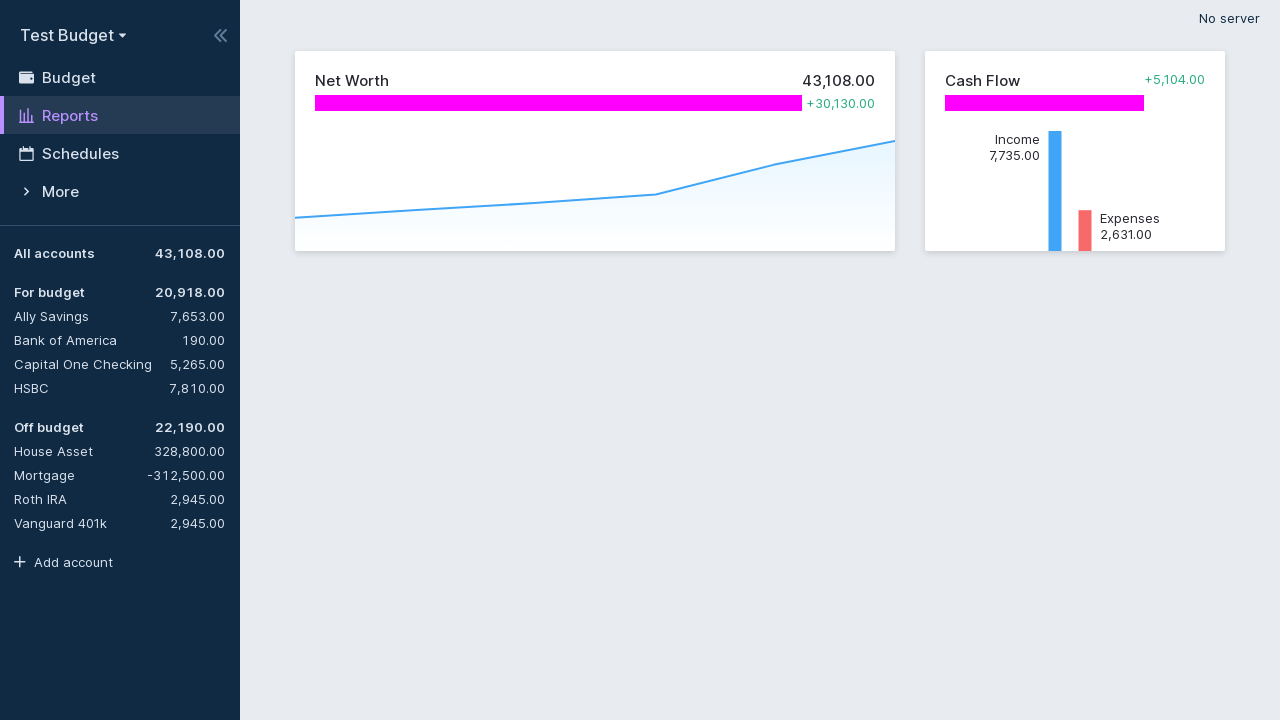 Test Budget
No server
Budget
Reports
Schedules
More
All accounts 43,108.00
For budget 20,918.00
Ally Savings 7,653.00
Bank of America 190.00
Capital One Checking 5,265.00
HSBC 7,810.00
Off budget 22,190.00
House Asset 328,800.00
Mortgage -312,500.00
Roth IRA 2,945.00
Vanguard 401k 2,945.00
Add account
Net Worth 43,108.00
+30,130.00
Cash Flow +5,104.00
Income
7,735.00
Expenses
2,631.00